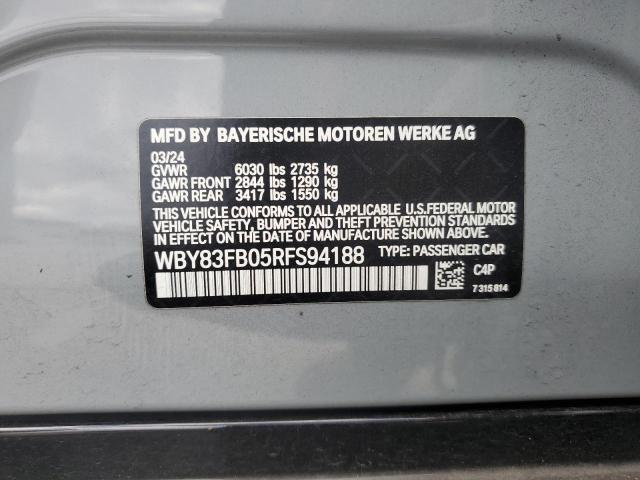 MFD BY BAYERISCHE MOTOREN WERKE AG
03/24
GVWR 6030 lbs 2735 kg
GAWR FRONT 2844 lbs 1290 kg
GAWR REAR 3417 lbs 1550 kg
THIS VEHICLE CONFORMS TO ALL APPLICABLE U.S.FEDERAL MOTOR
VEHICLE SAFETY, BUMPER AND THEFT PREVENTION STANDARDS
IN EFFECT ON THE DATE OF MANUFACTURE SHOWN ABOVE.
WBY83FB05RFS94188 TYPE: PASSENGER CAR
C4P
7315814